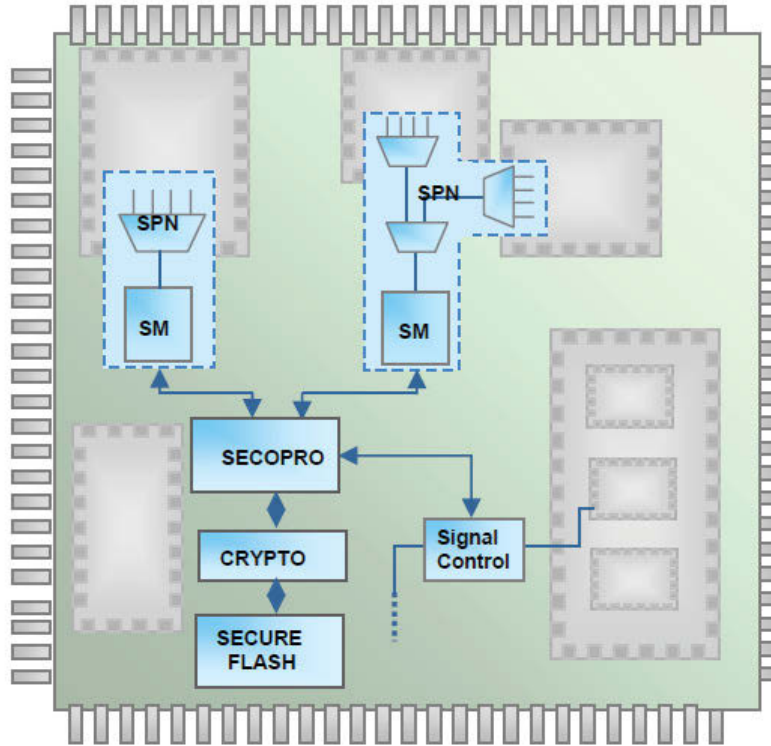 SPN
SPN
SM
SM
SECOPRO
Signal
Control
CRYPTO
SECURE
FLASH